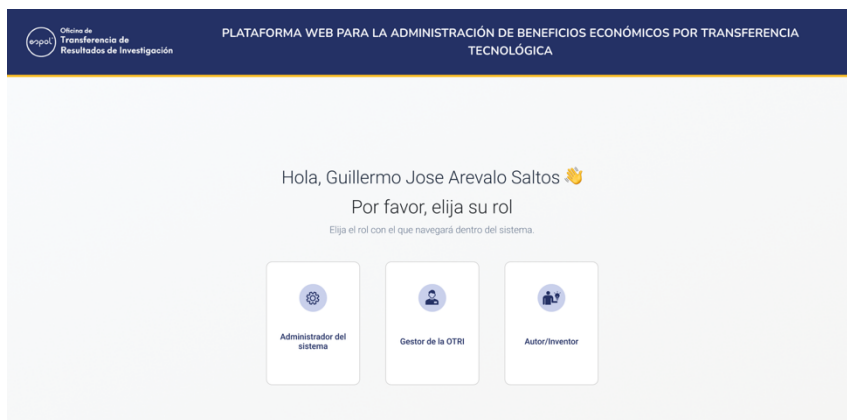 espol
Oficina de
Transferencia de
Resultados de Investigación
PLATAFORMA WEB PARA LA ADMINISTRACIÓN DE BENEFICIOS ECONÓMICOS POR TRANSFERENCIA
TECNOLÓGICA
Hola, Guillermo Jose Arevalo Saltos 👋
Por favor, elija su rol
Elija el rol con el que navegará dentro del sistema.
Administrador del
sistema
Gestor de la OTRI
Autor/Inventor